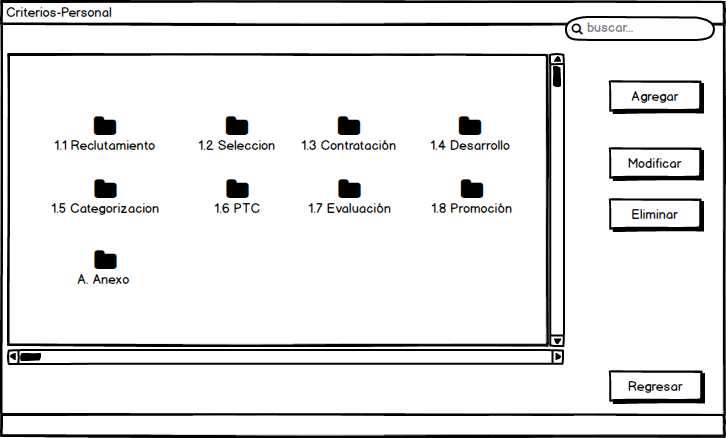 Criterios-Personal
buscar...
Agregar
1.1 Reclutamiento
1.2 Seleccion
1.3 Contratación
1.4 Desarrollo
Modificar
1.5 Categorizacion
1.6 PTC
1.7 Evaluación
1.8 Promoción
Eliminar
A. Anexo
Regresar